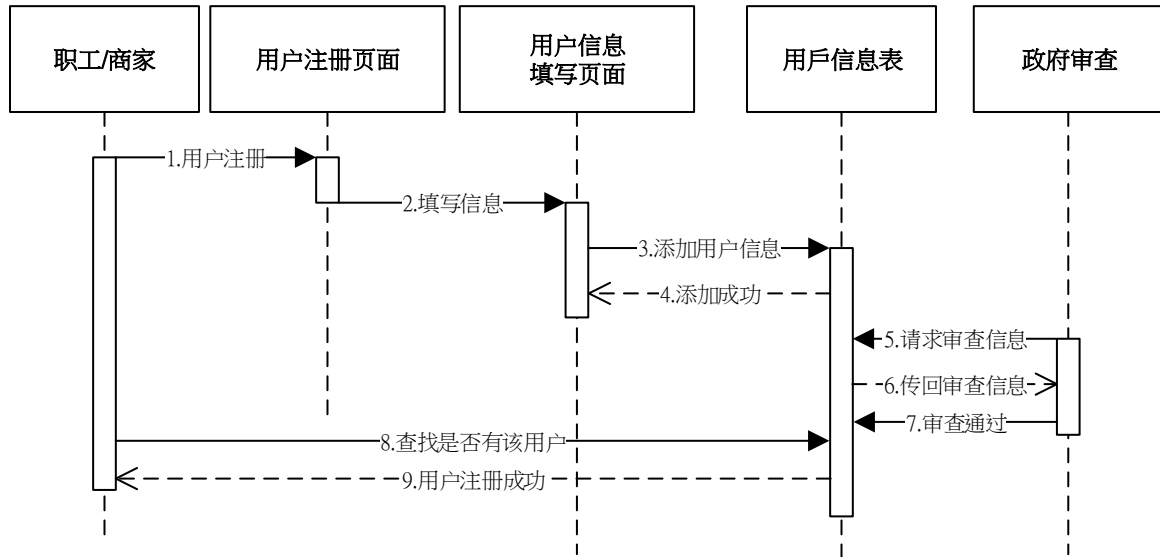 职工/商家
用户注册页面
用户信息
填写页面
用戶信息表
政府审查
1.用户注册
2.填写信息
3.添加用户信息
4.添加成功
5.请求审查信息
6.传回审查信息
7.审查通过
8.查找是否有该用户
9.用户注册成功